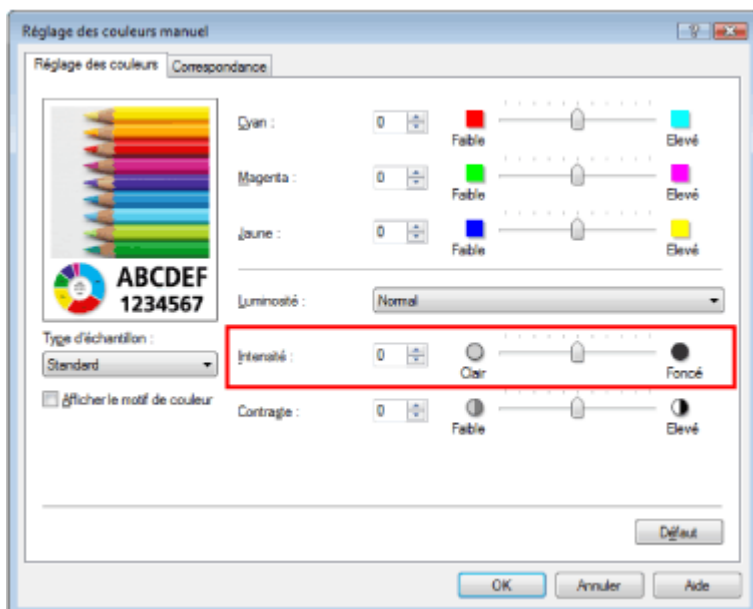 Réglage des couleurs manuel
Réglage des couleurs Correspondance
Cyan : 0 Faible Elevé
Magenta : 0 Faible Elevé
Jaune : 0 Faible Elevé
ABCDEF
1234567
Luminosité : Normal
Type d'échantillon :
Standard
Intensité : 0 Clair Foncé
Afficher le motif de couleur
Contraste : 0 Faible Elevé
Défaut
OK Annuler Aide